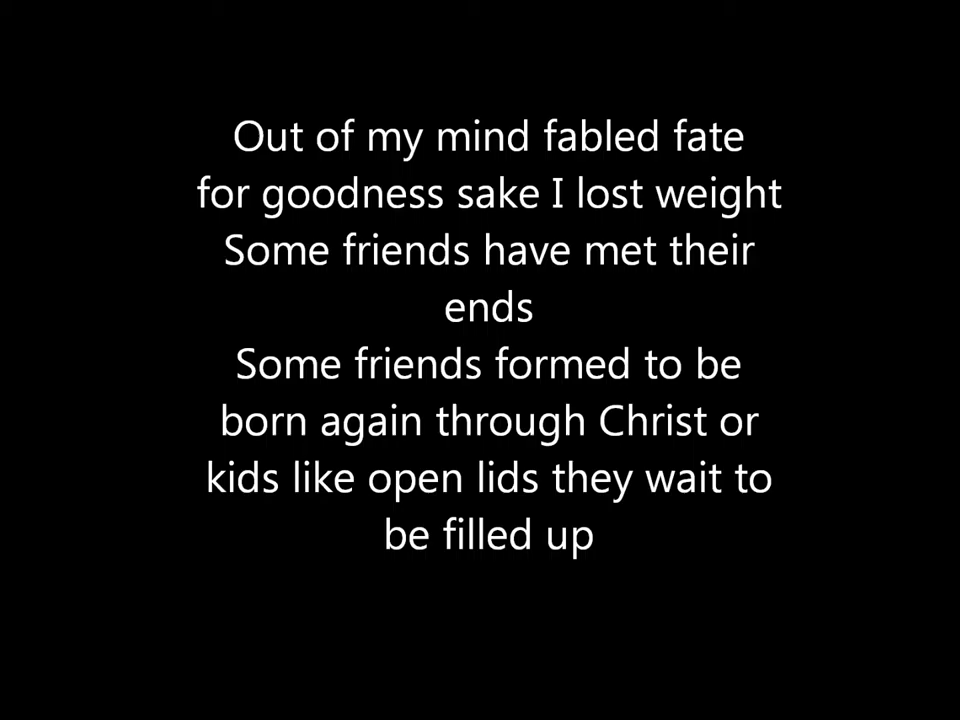 Out of my mind fabled fate
for goodness sake I lost weight
Some friends have met their
ends
Some friends formed to be
born again through Christ or
kids like open lids they wait to
be filled up